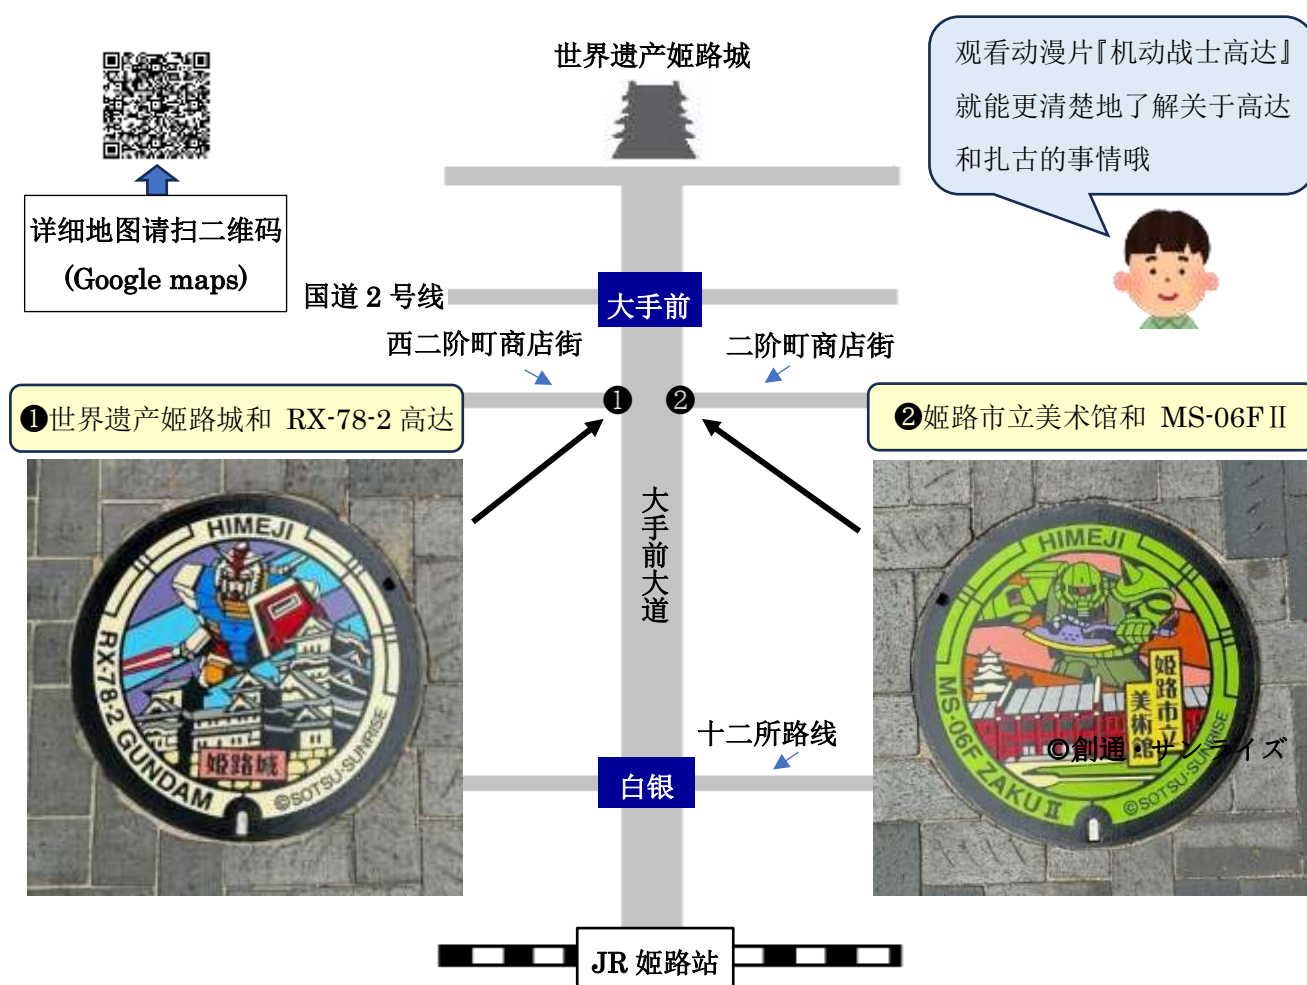 世界遗产姬路城
观看动漫片『机动战士高达』
就能更清楚地了解关于高达
和扎古的事情哦
详细地图请扫二维码
(Google maps)
国道 2 号线
大手前
西二阶町商店街
二阶町商店街
❶
❷
❶世界遗产姬路城和 RX-78-2 高达
❷姬路市立美术馆和 MS-06FⅡ
HIMEJI
RX-78-2 GUNDAM
姫路城
©SOTSU·SUNRISE
大手前大道
HIMEJI
MS-06F ZAKU II
姫路市立
美術館
©SOTSU·SUNRISE
©創通・サンライズ
十二所路线
白银
JR 姬路站